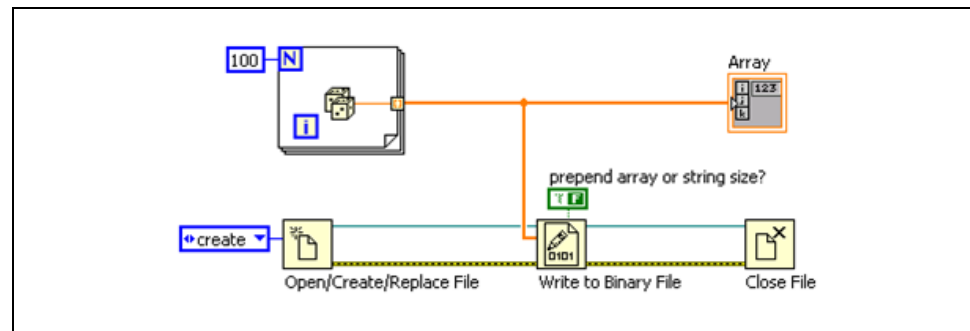 100
N
i
Array
123
prepend array or string size?
T F
create
0101
Open/Create/Replace File
Write to Binary File
Close File